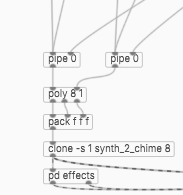 pipe 0 pipe 0
poly 8 1
pack f f f
clone -s 1 synth_2_chime 8
pd effects